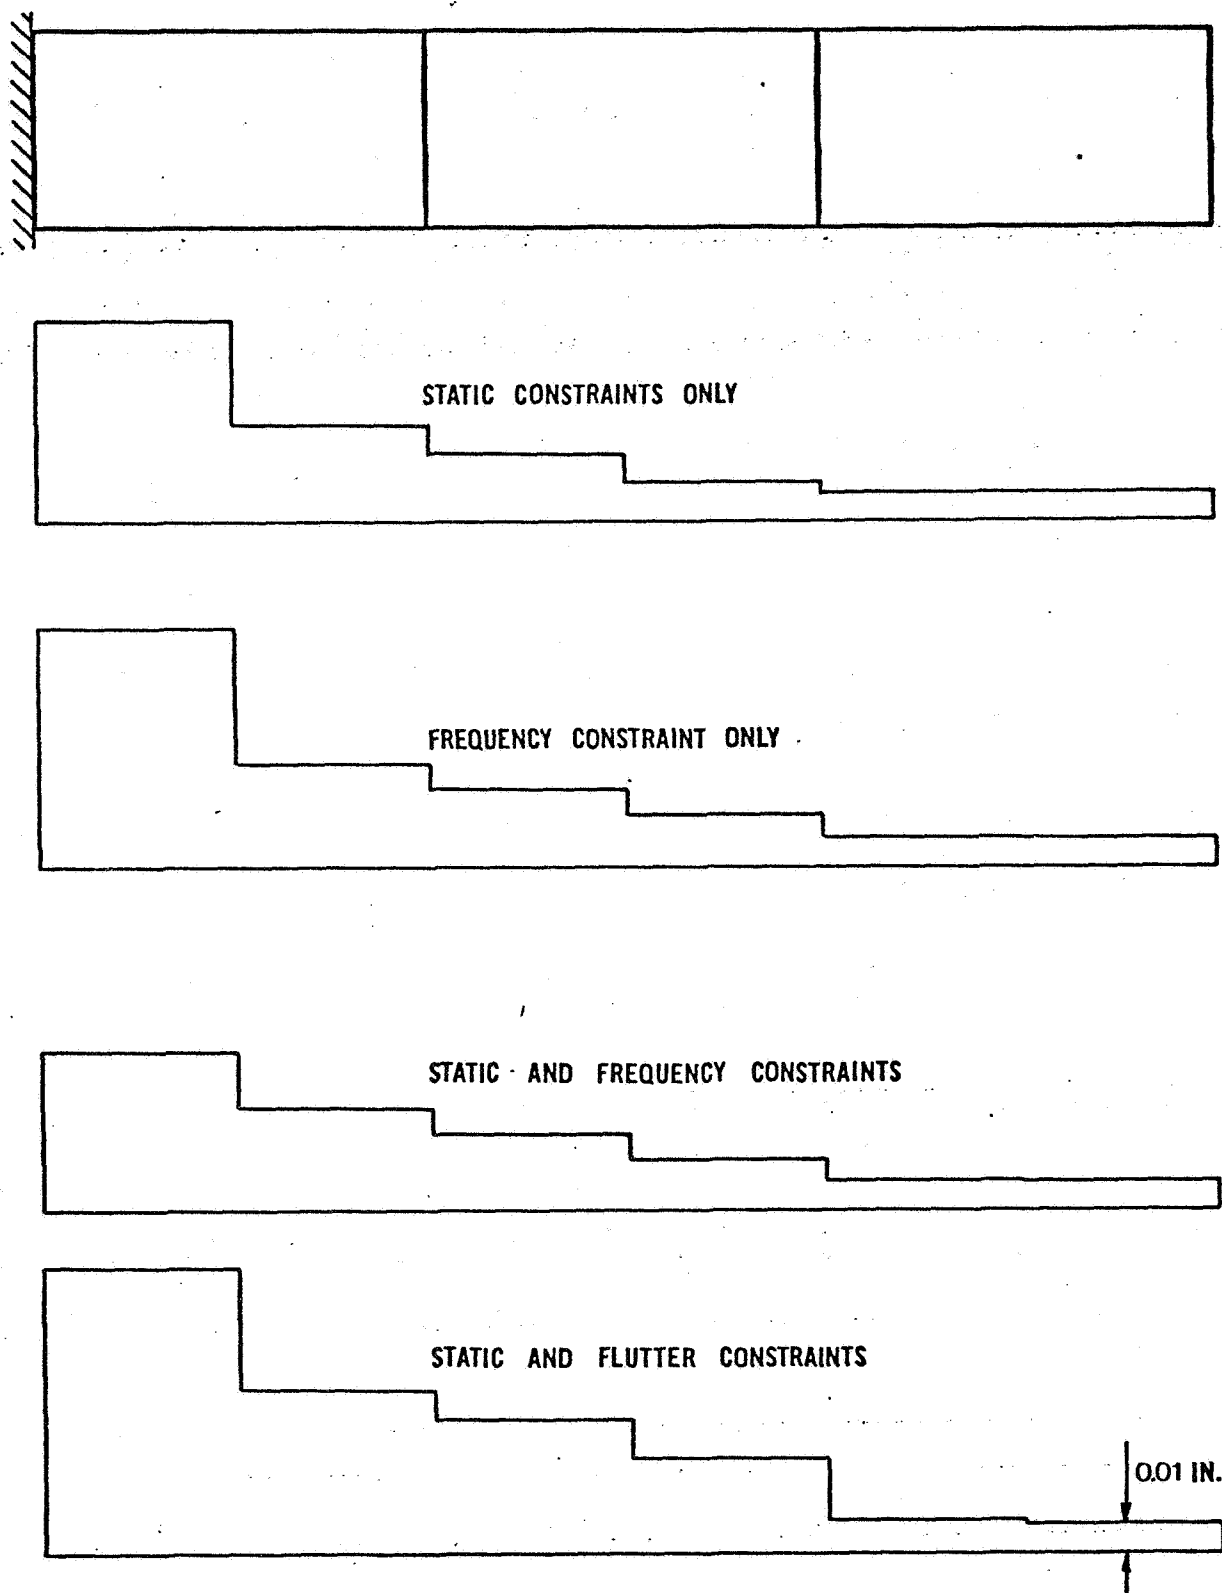 STATIC CONSTRAINTS ONLY
FREQUENCY CONSTRAINT ONLY
STATIC AND FREQUENCY CONSTRAINTS
STATIC AND FLUTTER CONSTRAINTS
0.01 IN.